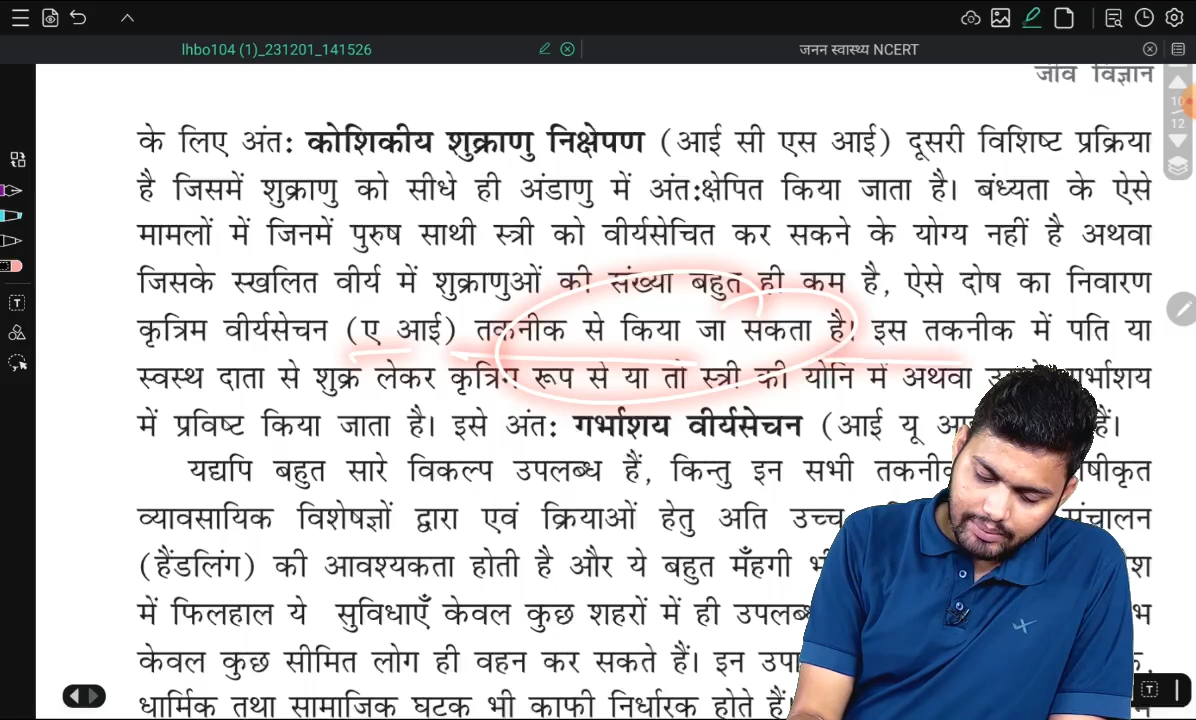 lhbo104 (1)_231201_141526
जनन स्वास्थ्य NCERT
जीव विज्ञान
10
12
के लिए अंतः कोशिकीय शुक्राणु निक्षेपण (आई सी एस आई) दूसरी विशिष्ट प्रक्रिया
है जिसमें शुक्राणु को सीधे ही अंडाणु में अंतःक्षेपित किया जाता है। बंध्यता के ऐसे
मामलों में जिनमें पुरुष साथी स्त्री को वीर्यसेचित कर सकने के योग्य नहीं है अथवा
जिसके स्खलित वीर्य में शुक्राणुओं की संख्या बहुत ही कम है, ऐसे दोष का निवारण
कृत्रिम वीर्यसेचन (ए आई) तकनीक से किया जा सकता है। इस तकनीक में पति या
स्वस्थ दाता से शुक्र लेकर कृत्रिम रूप से या तो स्त्री की योनि में अथवा
में प्रविष्ट किया जाता है। इसे अंतः गर्भाशय वीर्यसेचन (आई यू हैं।
यद्यपि बहुत सारे विकल्प उपलब्ध हैं, किन्तु इन सभी
व्यावसायिक विशेषज्ञों द्वारा एवं क्रियाओं हेतु अति उच्च
(हैंडलिंग) की आवश्यकता होती है और ये बहुत मँहगी
में फिलहाल ये सुविधाएँ केवल कुछ शहरों में ही
केवल कुछ सीमित लोग ही वहन कर सकते हैं। इन
धार्मिक तथा सामाजिक घटक भी काफी निर्धारक होते हैं।